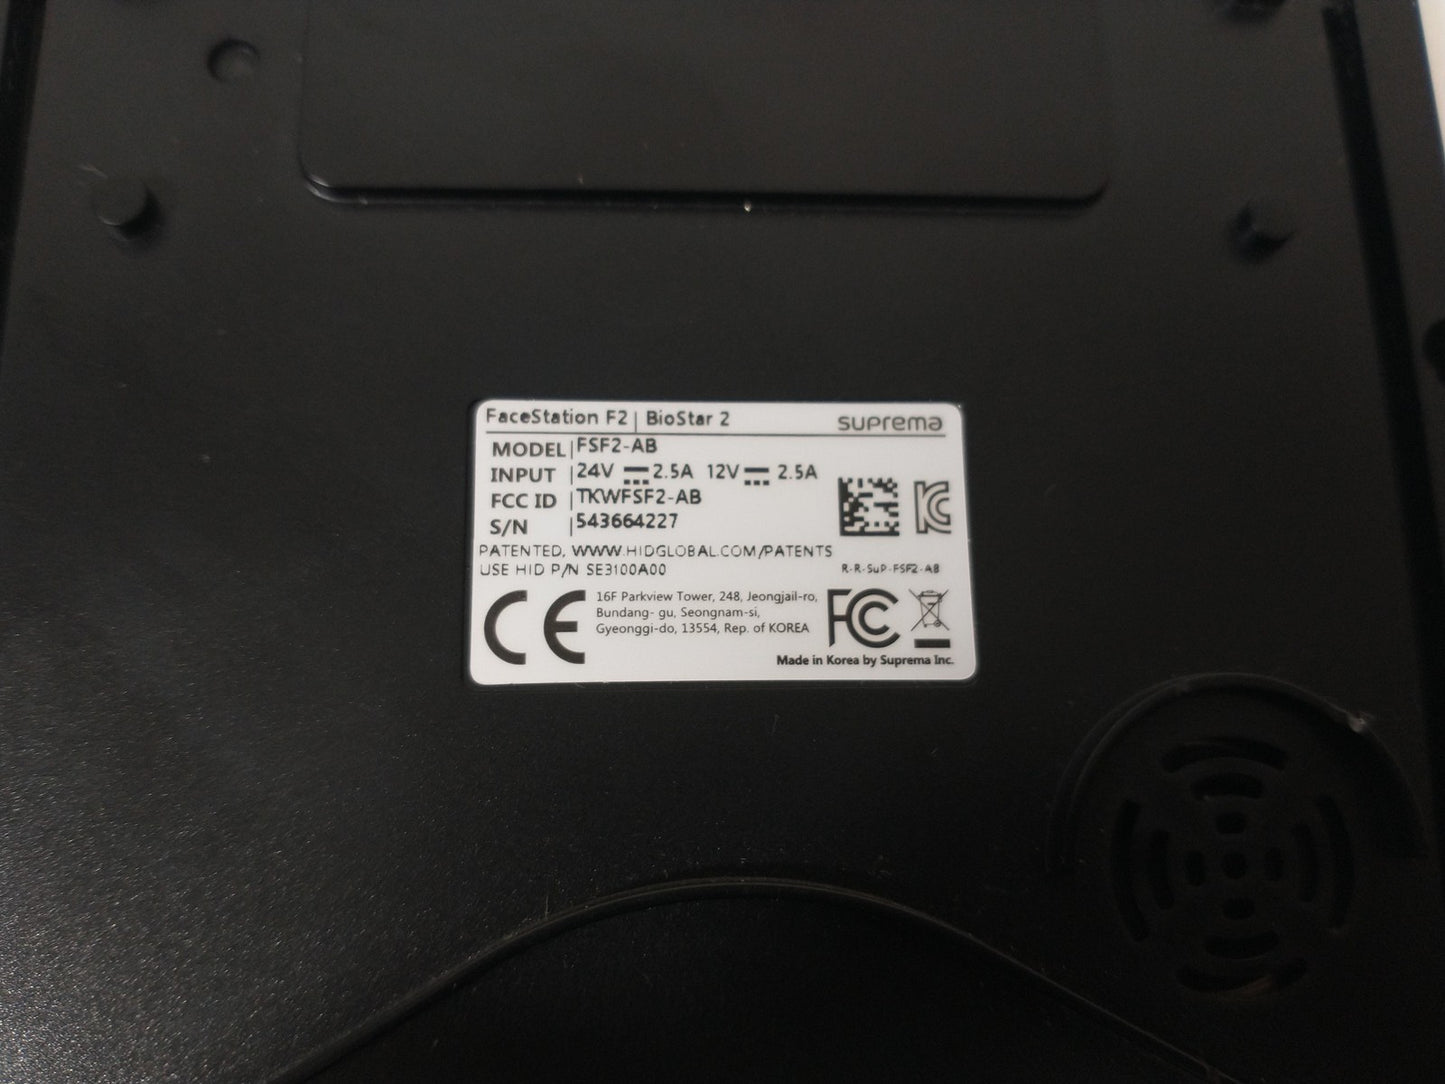 FaceStation F2 | BioStar 2 suprema
MODEL | FSF2-AB
INPUT | 24V 2.5A 12V 2.5A
FCC ID | TKWFSF2-AB
S/N | 543664227
PATENTED, WWW.HIDGLOBAL.COM/PATENTS
USE HID P/N SE3100A00
R-R-SuP-FSF2-AB
CE
16F Parkview Tower, 248, Jeongjail-ro,
Bundang- gu, Seongnam-si,
Gyeonggi-do, 13554, Rep. of KOREA
FC
Made in Korea by Suprema Inc.